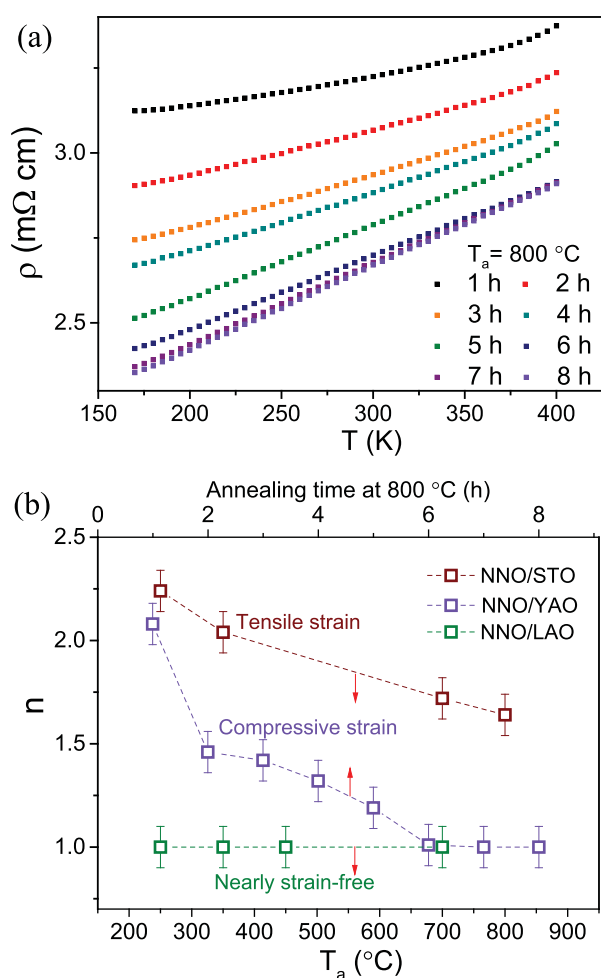 (a)
3.0
2.5
ρ (mΩ cm)
Tₐ= 800 °C
1 h 2 h
3 h 4 h
5 h 6 h
7 h 8 h
150 200 250 300 350 400
T (K)
(b)
Annealing time at 800 °C (h)
0 2 4 6 8
2.5
2.0
1.5
1.0
n
NNO/STO
NNO/YAO
NNO/LAO
Tensile strain
Compressive strain
Nearly strain-free
200 300 400 500 600 700 800 900
Tₐ (°C)